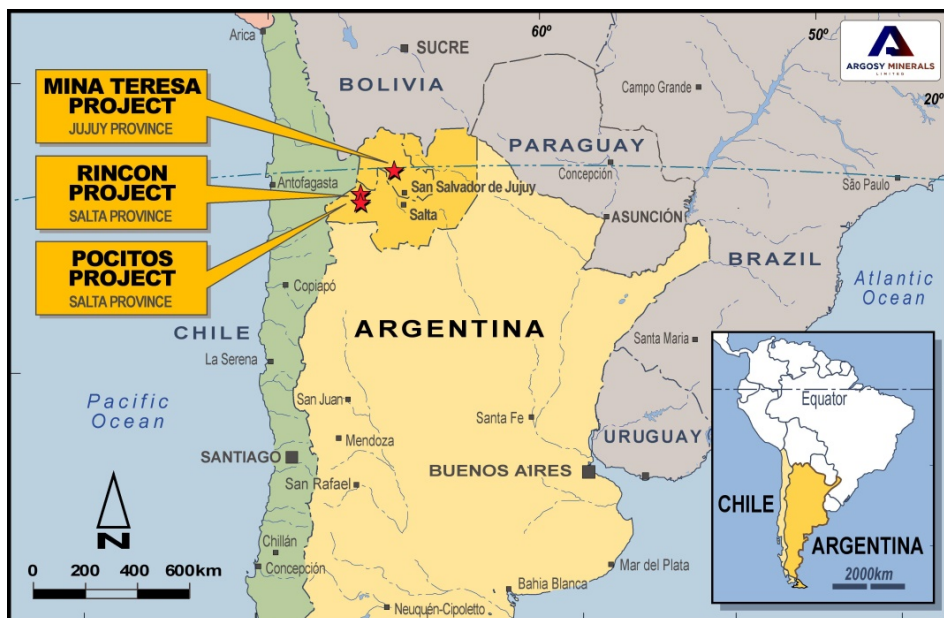 60°
50°
Arica
SUCRE
BOLIVIA
ARGOSY MINERALS
LIMITED
20°
MINA TERESA
PROJECT
JUJUY PROVINCE
Campo Grande
PARAGUAY
Concepción
RINCON
PROJECT
SALTA PROVINCE
Antofagasta
San Salvador de Jujuy
São Paulo
Salta
ASUNCIÓN
POCITOS
PROJECT
SALTA PROVINCE
BRAZIL
Atlantic
Ocean
Copiapó
CHILE
ARGENTINA
La Serena
Santa Maria
Pacific
Ocean
San Juan
Santa Fe
Mendoza
URUGUAY
SANTIAGO
BUENOS AIRES
San Rafael
N
Chillán
Concepción
0 200 400 600km
Mar del Plata
Bahia Blanca
Neuquén-Cipoletto
Equator
CHILE
ARGENTINA
2000km